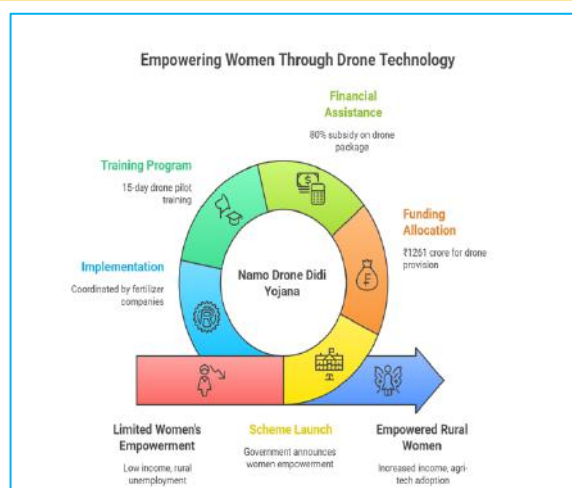 Empowering Women Through Drone Technology
Financial
Assistance
80% subsidy on drone
package
Training Program
15-day drone pilot
training
Funding
Allocation
₹1261 crore for drone
provision
Implementation
Coordinated by fertilizer
companies
Namo Drone Didi
Yojana
Limited Women's
Empowerment
Low income, rural
unemployment
Scheme Launch
Government announces
women empowerment
Empowered Rural
Women
Increased income, agri-
tech adoption